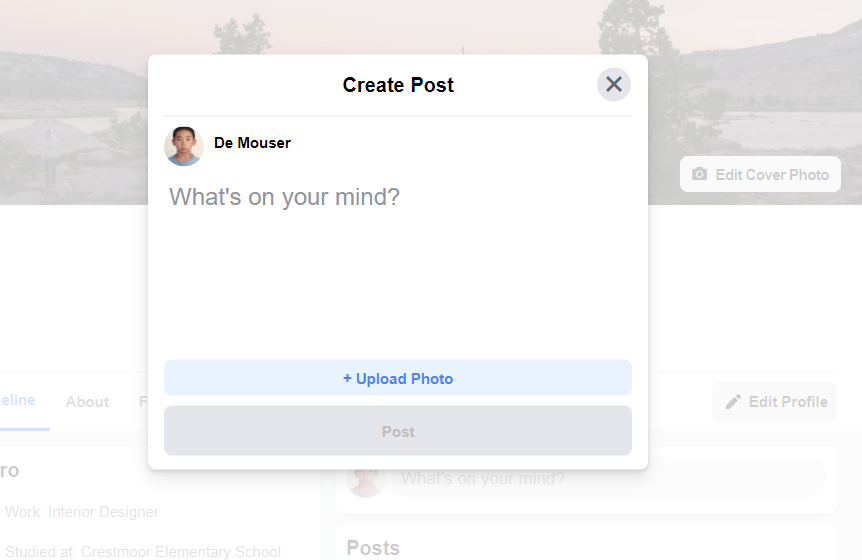 Create Post
De Mouser
What's on your mind?
+ Upload Photo
Post
Edit Cover Photo
eline
About
F
Edit Profile
ro
Work: Interior Designer
Studied at: Crestmoor Elementary School
What's on your mind?
Posts